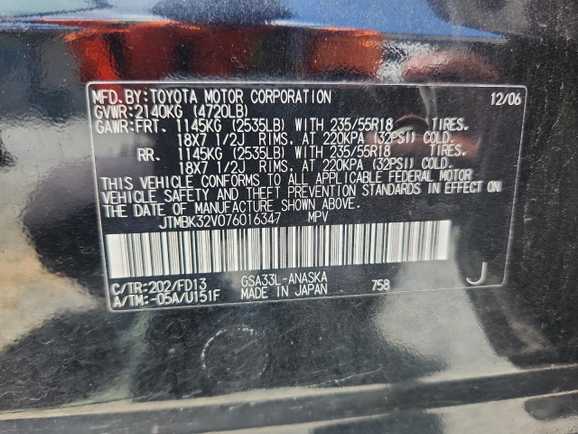 MFD. BY: TOYOTA MOTOR CORPORATION 12/06
GVWR: 2140KG (4720LB)
GAWR: FRT. 1145KG (2535LB) WITH 235/55R18 TIRES.
18X7 1/2J RIMS. AT 220KPA (32PSI) COLD.
RR. 1145KG (2535LB) WITH 235/55R18 TIRES.
18X7 1/2J RIMS. AT 220KPA (32PSI) COLD.
THIS VEHICLE CONFORMS TO ALL APPLICABLE FEDERAL MOTOR
VEHICLE SAFETY AND THEFT PREVENTION STANDARDS IN EFFECT ON
THE DATE OF MANUFACTURE SHOWN ABOVE.
JTMBK32V076016347 MPV
C/TR: 202/FD13 GSA33L-ANASKA
A/TM: -05A/U151F MADE IN JAPAN 758 J